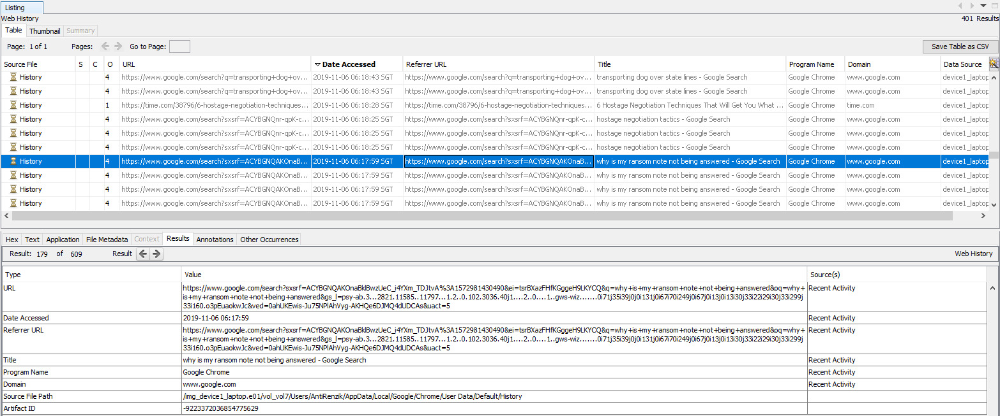 Listing
Web History
401 Results
Table Thumbnail Summary
Page: 1 of 1 Pages: Go to Page: Save Table as CSV
Source File S C O URL Date Accessed Referrer URL Title Program Name Domain Data Source
History 4 https://www.google.com/search?q=transporting+dog+ov... 2019-11-06 06:18:43 SGT https://www.google.com/search?q=transporting+dog+ov... transporting dog over state lines - Google Search Google Chrome www.google.com device1_laptop
History 4 https://www.google.com/search?q=transporting+dog+ov... 2019-11-06 06:18:43 SGT https://www.google.com/search?q=transporting+dog+ov... transporting dog over state lines - Google Search Google Chrome www.google.com device1_laptop
History 1 https://time.com/38796/6-hostage-negotiation-techniques... 2019-11-06 06:18:28 SGT https://time.com/38796/6-hostage-negotiation-techniques... 6 Hostage Negotiation Techniques That Will Get You What ... Google Chrome time.com device1_laptop
History 4 https://www.google.com/search?sxsrf=ACYBGNQnr-qpK-c... 2019-11-06 06:18:25 SGT https://www.google.com/search?sxsrf=ACYBGNQnr-qpK-c... hostage negotiation tactics - Google Search Google Chrome www.google.com device1_laptop
History 4 https://www.google.com/search?sxsrf=ACYBGNQnr-qpK-c... 2019-11-06 06:18:25 SGT https://www.google.com/search?sxsrf=ACYBGNQnr-qpK-c... hostage negotiation tactics - Google Search Google Chrome www.google.com device1_laptop
History 4 https://www.google.com/search?sxsrf=ACYBGNQnr-qpK-c... 2019-11-06 06:18:25 SGT https://www.google.com/search?sxsrf=ACYBGNQnr-qpK-c... hostage negotiation tactics - Google Search Google Chrome www.google.com device1_laptop
History 4 https://www.google.com/search?sxsrf=ACYBGNQAKOnaB... 2019-11-06 06:17:59 SGT https://www.google.com/search?sxsrf=ACYBGNQAKOnaB... why is my ransom note not being answered - Google Search Google Chrome www.google.com device1_laptop
History 4 https://www.google.com/search?sxsrf=ACYBGNQAKOnaB... 2019-11-06 06:17:59 SGT https://www.google.com/search?sxsrf=ACYBGNQAKOnaB... why is my ransom note not being answered - Google Search Google Chrome www.google.com device1_laptop
History 4 https://www.google.com/search?sxsrf=ACYBGNQAKOnaB... 2019-11-06 06:17:59 SGT https://www.google.com/search?sxsrf=ACYBGNQAKOnaB... why is my ransom note not being answered - Google Search Google Chrome www.google.com device1_laptop
History 4 https://www.google.com/search?sxsrf=ACYBGNQAKOnaB... 2019-11-06 06:17:59 SGT https://www.google.com/search?sxsrf=ACYBGNQAKOnaB... why is my ransom note not being answered - Google Search Google Chrome www.google.com device1_laptop
Hex Text Application File Metadata Context Results Annotations Other Occurrences
Result: 179 of 609 Result Web History
Type Value Source(s)
URL https://www.google.com/search?sxsrf=ACYBGNQAKOnaBklBwzUeC_i4YXm_TDJtvA%3A1572981430490&ei=tsrBXazFHfKGggeH9LKYCQ&q=why+ Recent Activity
is+my+ransom+note+not+being+answered&oq=why+is+my+ransom+note+not+being+answered&gs_l=psy-ab.3...2821.11585..11797...1.2..0.102.3036.40j1....2..0....1..gws-wiz.......0i71j35i39j0j0i131j0i67i70i249j0i67j0i13j0i13i30j33i22i29i30j33i299j
33i160.o3pEuaokwJc&ved=0ahUKEwis-Ju75NPlAhVyg-AKHQe6DJMQ4dUDCAs&uact=5
Date Accessed 2019-11-06 06:17:59 Recent Activity
Referrer URL https://www.google.com/search?sxsrf=ACYBGNQAKOnaBklBwzUeC_i4YXm_TDJtvA%3A1572981430490&ei=tsrBXazFHfKGggeH9LKYCQ&q=why+ Recent Activity
is+my+ransom+note+not+being+answered&oq=why+is+my+ransom+note+not+being+answered&gs_l=psy-ab.3...2821.11585..11797...1.2..0.102.3036.40j1....2..0....1..gws-wiz.......0i71j35i39j0j0i131j0i67i70i249j0i67j0i13j0i13i30j33i22i29i30j33i299j
33i160.o3pEuaokwJc&ved=0ahUKEwis-Ju75NPlAhVyg-AKHQe6DJMQ4dUDCAs&uact=5
Title why is my ransom note not being answered - Google Search Recent Activity
Program Name Google Chrome Recent Activity
Domain www.google.com Recent Activity
Source File Path /img_device1_laptop.e01/vol_vol7/Users/AntiRenzik/AppData/Local/Google/Chrome/User Data/Default/History
Artifact ID -9223372036854775629